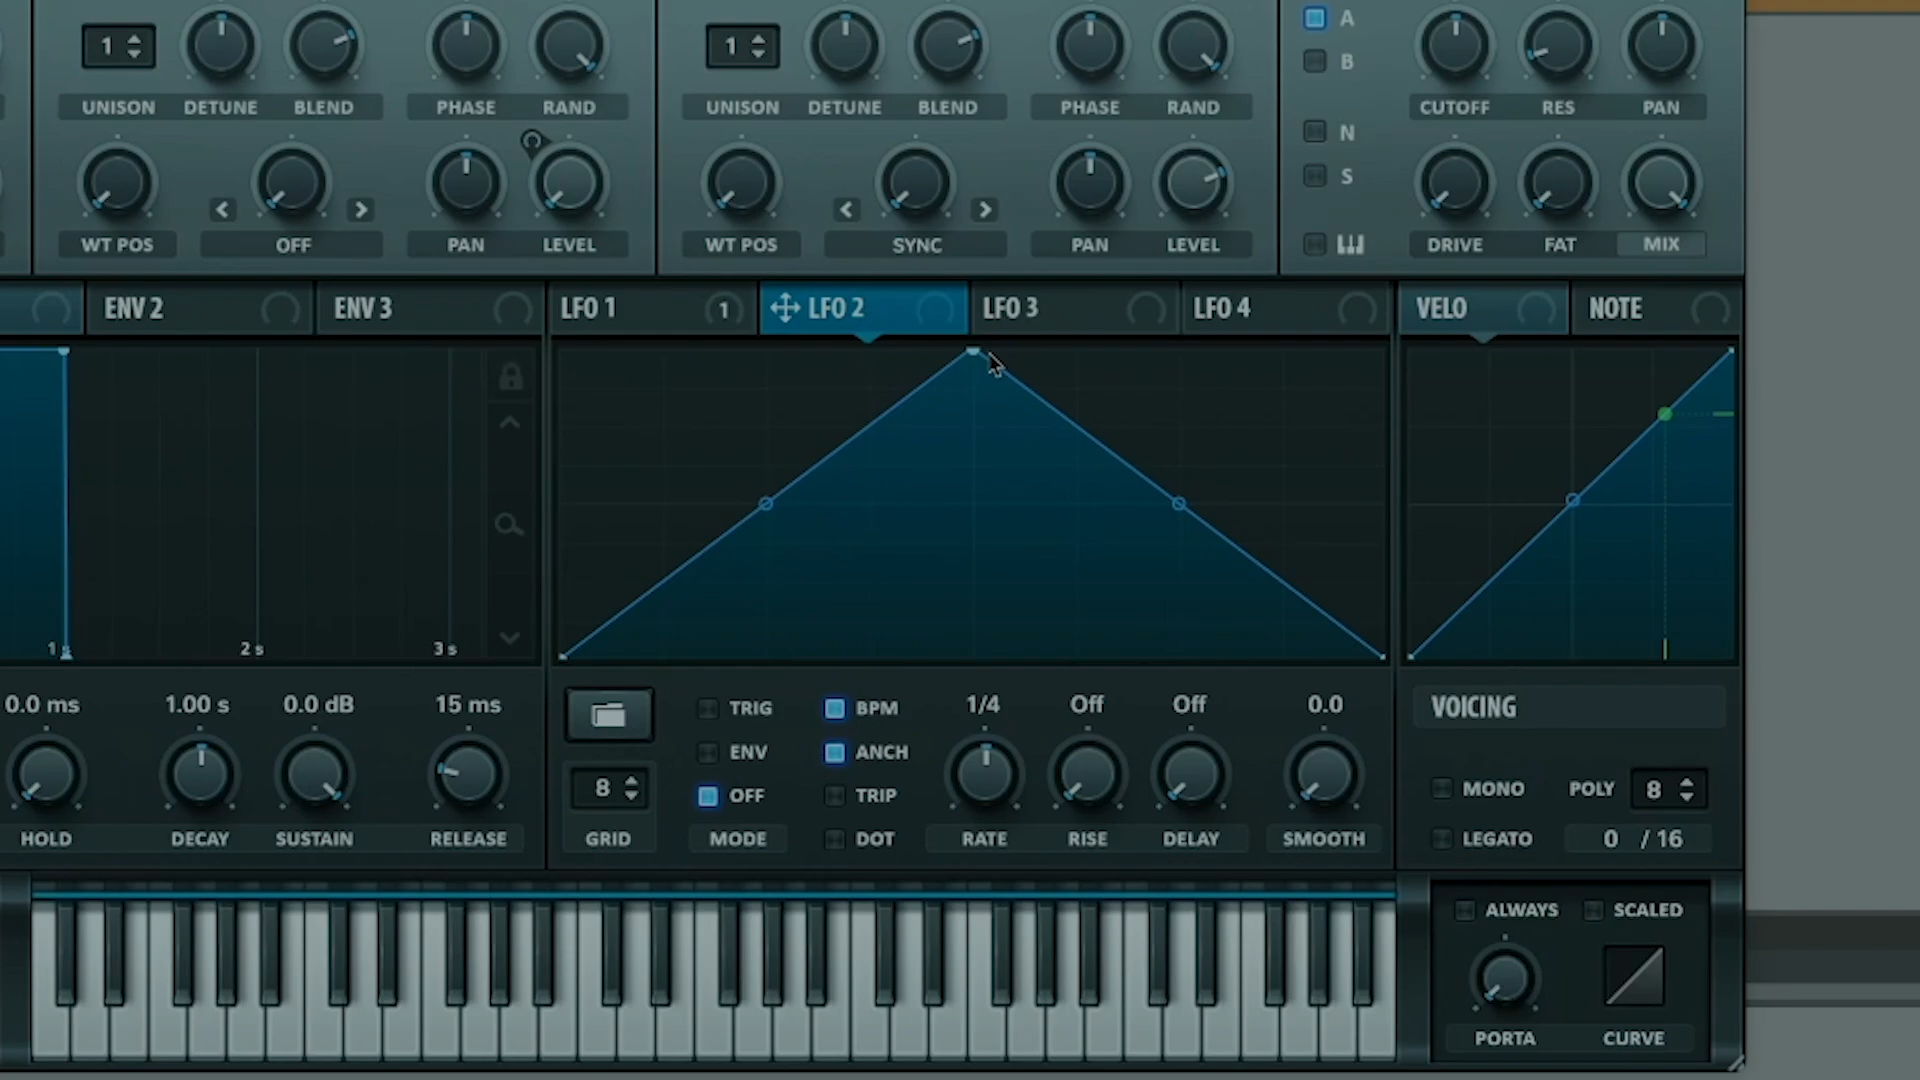 1
1
A
B
UNISON DETUNE BLEND PHASE RAND UNISON DETUNE BLEND PHASE RAND CUTOFF RES PAN
N
S
WT POS OFF PAN LEVEL WT POS SYNC PAN LEVEL DRIVE FAT MIX
ENV 2 ENV 3 LFO 1 1 LFO 2 LFO 3 LFO 4 VELO NOTE
1 s 2 s 3 s
0.0 ms 1.00 s 0.0 dB 15 ms TRIG BPM 1/4 Off Off 0.0 VOICING
ENV ANCH
8 OFF TRIP MONO POLY 8
HOLD DECAY SUSTAIN RELEASE GRID MODE DOT RATE RISE DELAY SMOOTH LEGATO 0 / 16
ALWAYS SCALED
PORTA CURVE